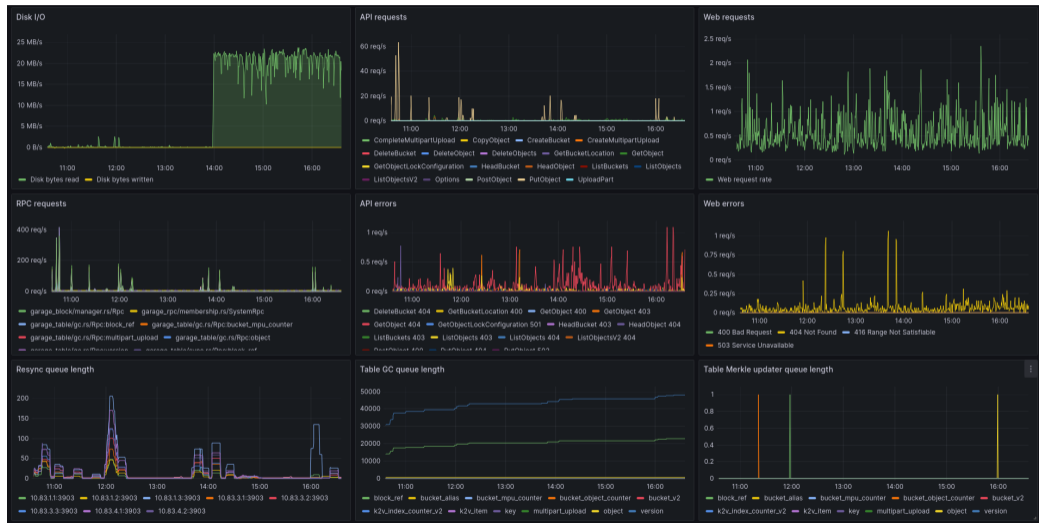 Disk I/O
25 MB/s
20 MB/s
15 MB/s
10 MB/s
5 MB/s
0 B/s
11:00 12:00 13:00 14:00 15:00 16:00
Disk bytes read Disk bytes written
API requests
60 req/s
40 req/s
20 req/s
0 req/s
11:00 12:00 13:00 14:00 15:00 16:00
CompleteMultipartUpload CopyObject CreateBucket CreateMultipartUpload
DeleteBucket DeleteObject DeleteObjects GetBucketLocation GetObject
GetObjectLockConfiguration HeadBucket HeadObject ListBuckets ListObjects
ListObjectsV2 Options PostObject PutObject UploadPart
Web requests
2.5 req/s
2 req/s
1.5 req/s
1 req/s
0.5 req/s
0 req/s
11:00 12:00 13:00 14:00 15:00 16:00
Web request rate
RPC requests
400 req/s
200 req/s
0 req/s
11:00 12:00 13:00 14:00 15:00 16:00
garage_block/manager.rs/Rpc garage_rpc/membership.rs/SystemRpc
garage_table/gc.rs/Rpc:block_ref garage_table/gc.rs/Rpc:bucket_mpu_counter
garage_table/gc.rs/Rpc:multipart_upload garage_table/gc.rs/Rpc:object
API errors
1 req/s
0.5 req/s
0 req/s
11:00 12:00 13:00 14:00 15:00 16:00
DeleteBucket 404 GetBucketLocation 400 GetObject 400 GetObject 403
GetObject 404 GetObjectLockConfiguration 501 HeadBucket 403 HeadObject 404
ListBuckets 403 ListObjects 403 ListObjects 404 ListObjectsV2 404
Web errors
1 req/s
0.75 req/s
0.50 req/s
0.25 req/s
0 req/s
11:00 12:00 13:00 14:00 15:00 16:00
400 Bad Request 404 Not Found 416 Range Not Satisfiable
503 Service Unavailable
Resync queue length
200
150
100
50
0
11:00 12:00 13:00 14:00 15:00 16:00
10.83.1.1:3903 10.83.1.2:3903 10.83.1.3:3903 10.83.3.1:3903 10.83.3.2:3903
10.83.3.3:3903 10.83.4.1:3903 10.83.4.2:3903
Table GC queue length
50000
40000
30000
20000
10000
0
11:00 12:00 13:00 14:00 15:00 16:00
block_ref bucket_alias bucket_mpu_counter bucket_object_counter bucket_v2
k2v_index_counter_v2 k2v_item key multipart_upload object version
Table Merkle updater queue length
1
0.8
0.6
0.4
0.2
0
11:00 12:00 13:00 14:00 15:00 16:00
block_ref bucket_alias bucket_mpu_counter bucket_object_counter bucket_v2
k2v_index_counter_v2 k2v_item key multipart_upload object version